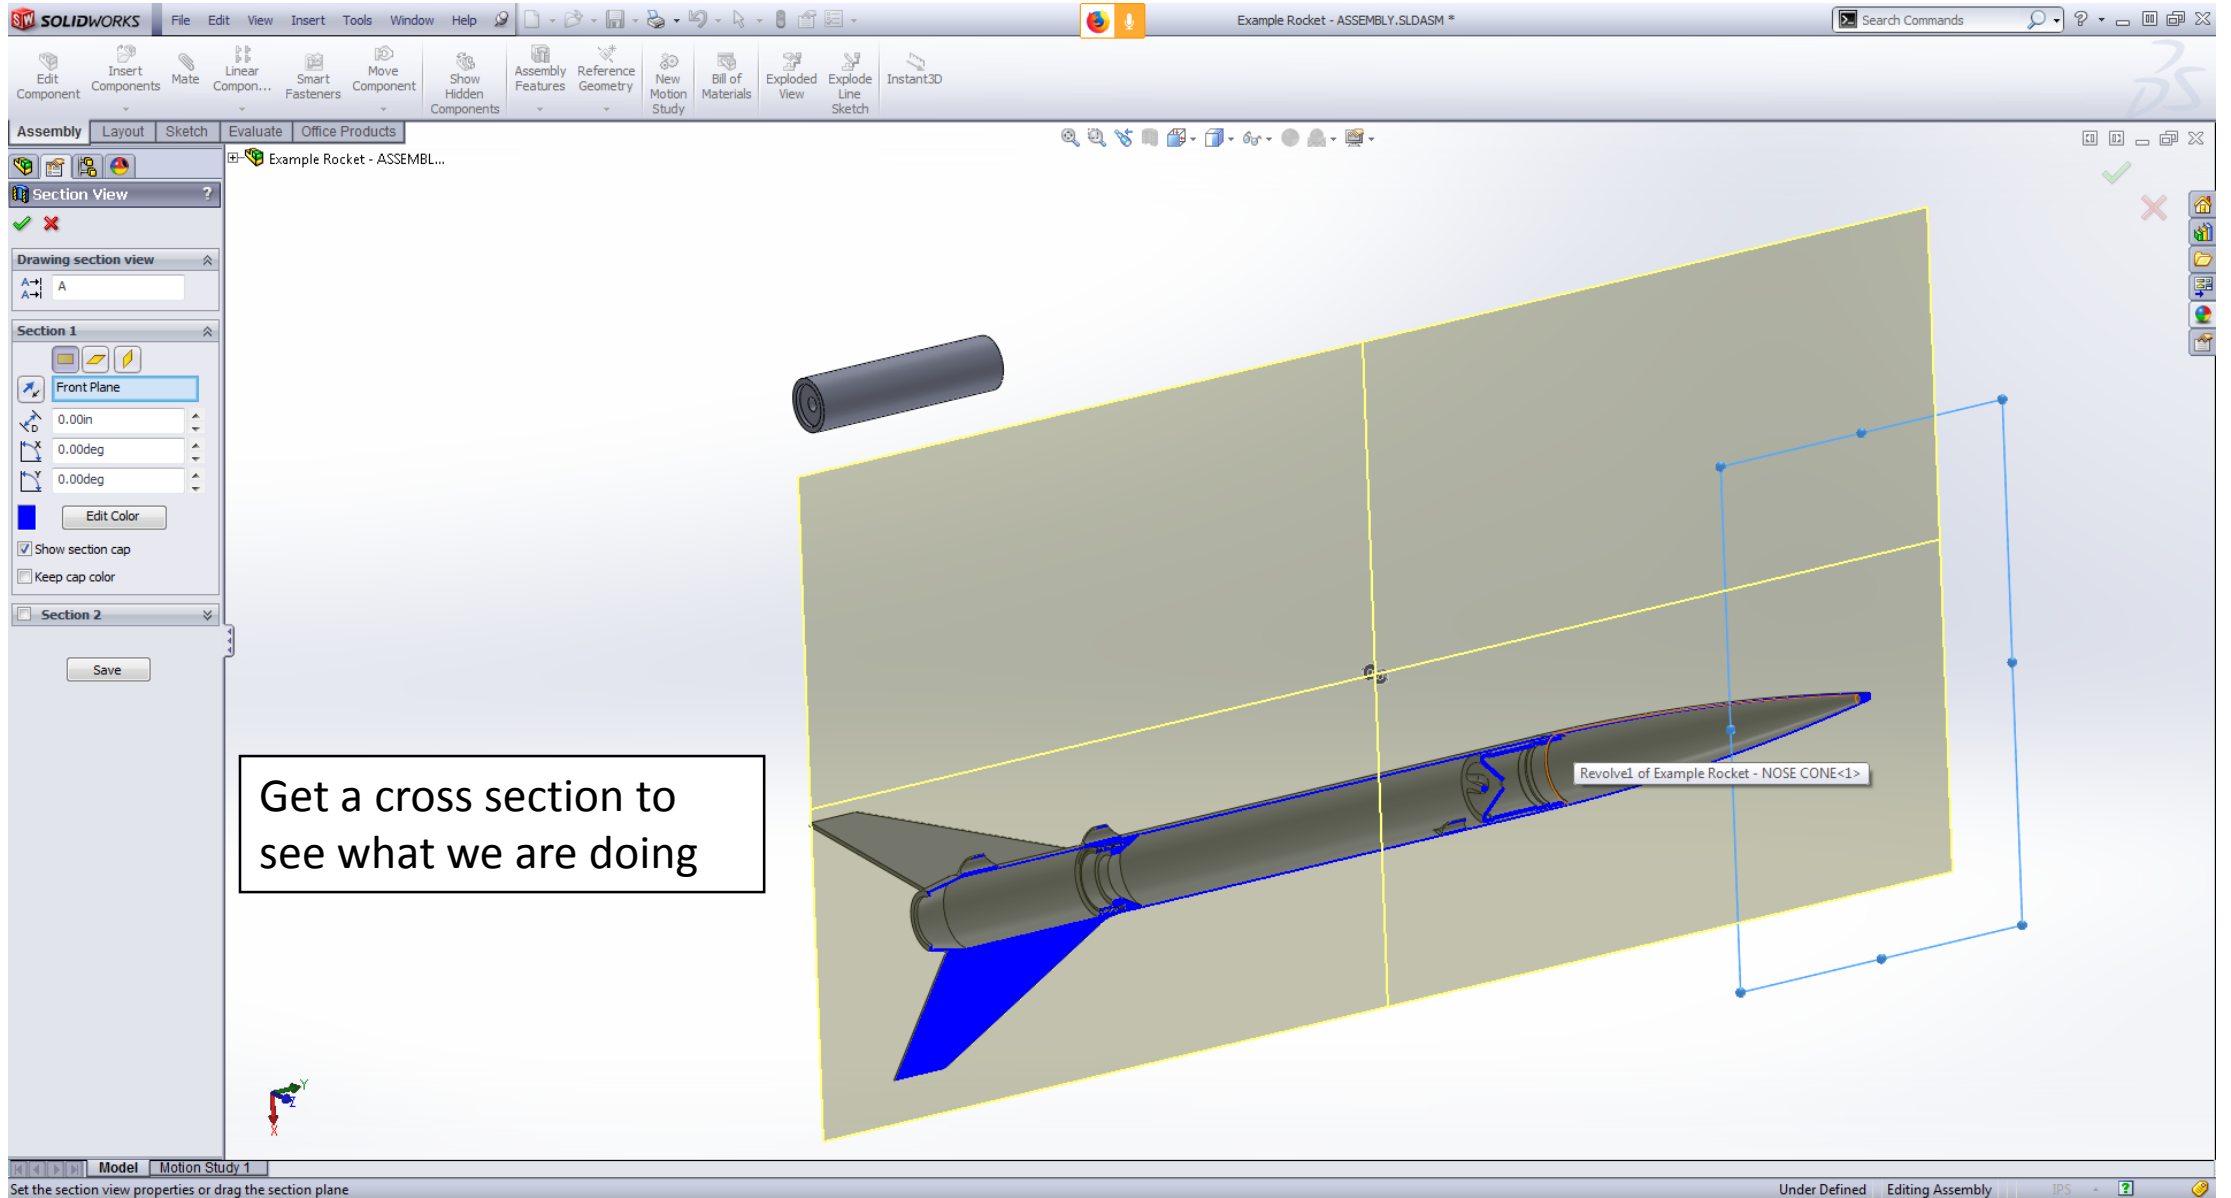 SOLIDWORKS File Edit View Insert Tools Window Help
Example Rocket - ASSEMBLY.SLDASM *
Search Commands
Edit Component
Insert Components
Mate
Linear Compon...
Smart Fasteners
Move Component
Show Hidden Components
Assembly Features
Reference Geometry
New Motion Study
Bill of Materials
Exploded View
Explode Line Sketch
Instant3D
Assembly Layout Sketch Evaluate Office Products
Example Rocket - ASSEMBL...
Section View ?
Drawing section view
A
Section 1
Front Plane
0.00in
0.00deg
0.00deg
Edit Color
Show section cap
Keep cap color
Section 2
Save
Revolve1 of Example Rocket - NOSE CONE<1>
Get a cross section to
see what we are doing
Y
Z
X
Model Motion Study 1
Set the section view properties or drag the section plane
Under Defined Editing Assembly IPS